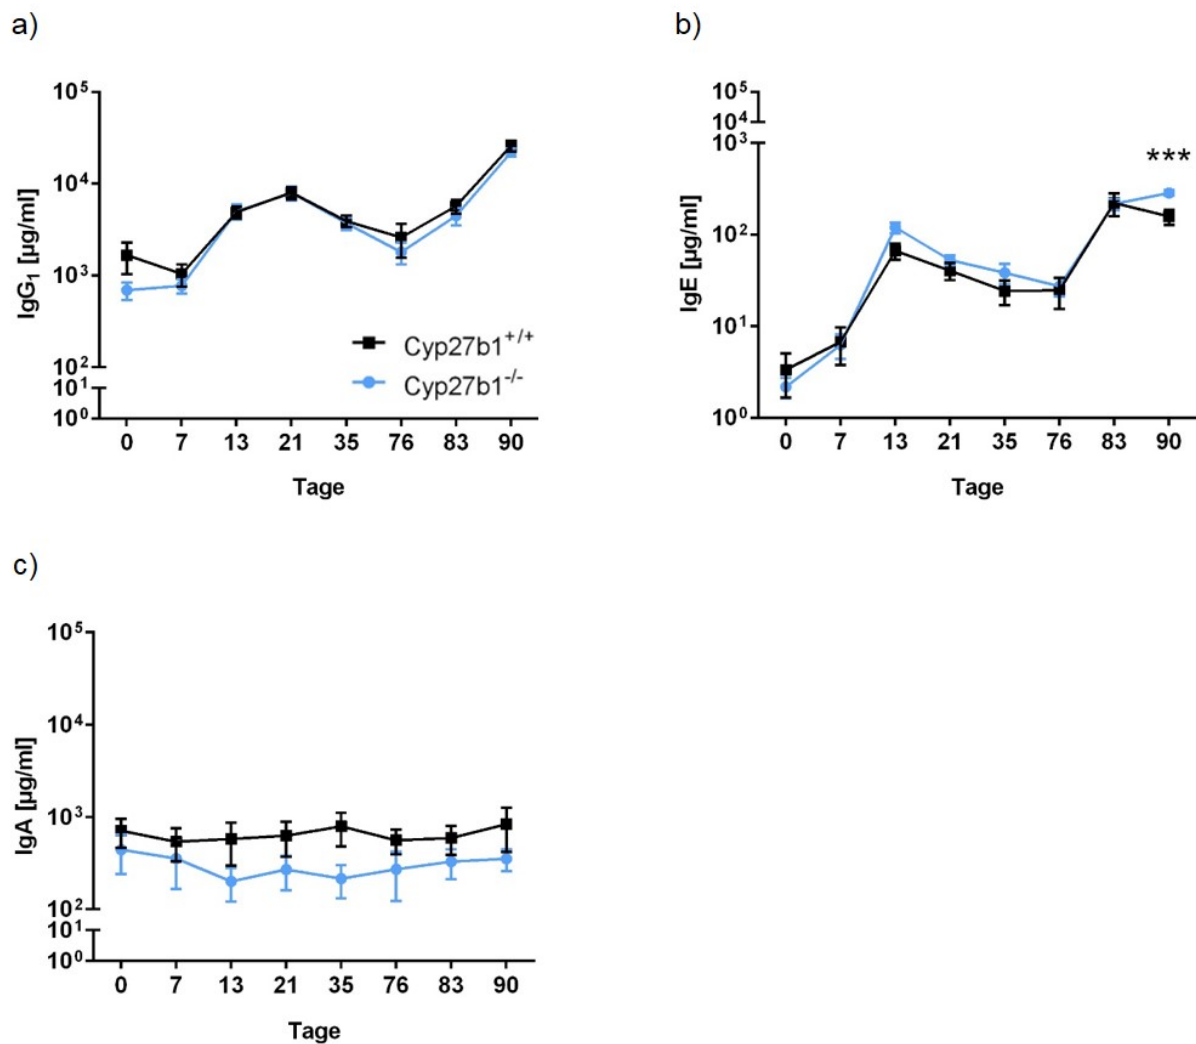 a)
10⁵
10⁴
10³
10²
10¹
10⁰
IgG₁ [µg/ml]
Cyp27b1⁺/⁺
Cyp27b1⁻/⁻
0 7 13 21 35 76 83 90
Tage
b)
10⁵
10⁴
10³
10²
10¹
10⁰
IgE [µg/ml]
***
0 7 13 21 35 76 83 90
Tage
c)
10⁵
10⁴
10³
10²
10¹
10⁰
IgA [µg/ml]
0 7 13 21 35 76 83 90
Tage